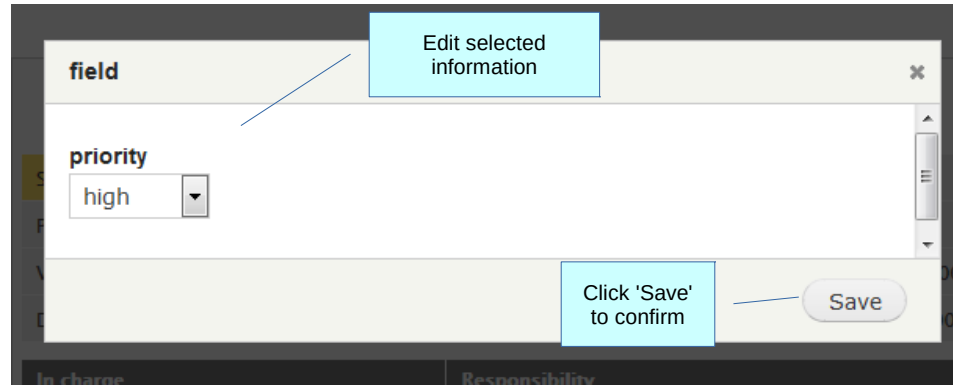 Edit selected
information
field
priority
high
Click 'Save'
to confirm
Save
In charge
Responsibility